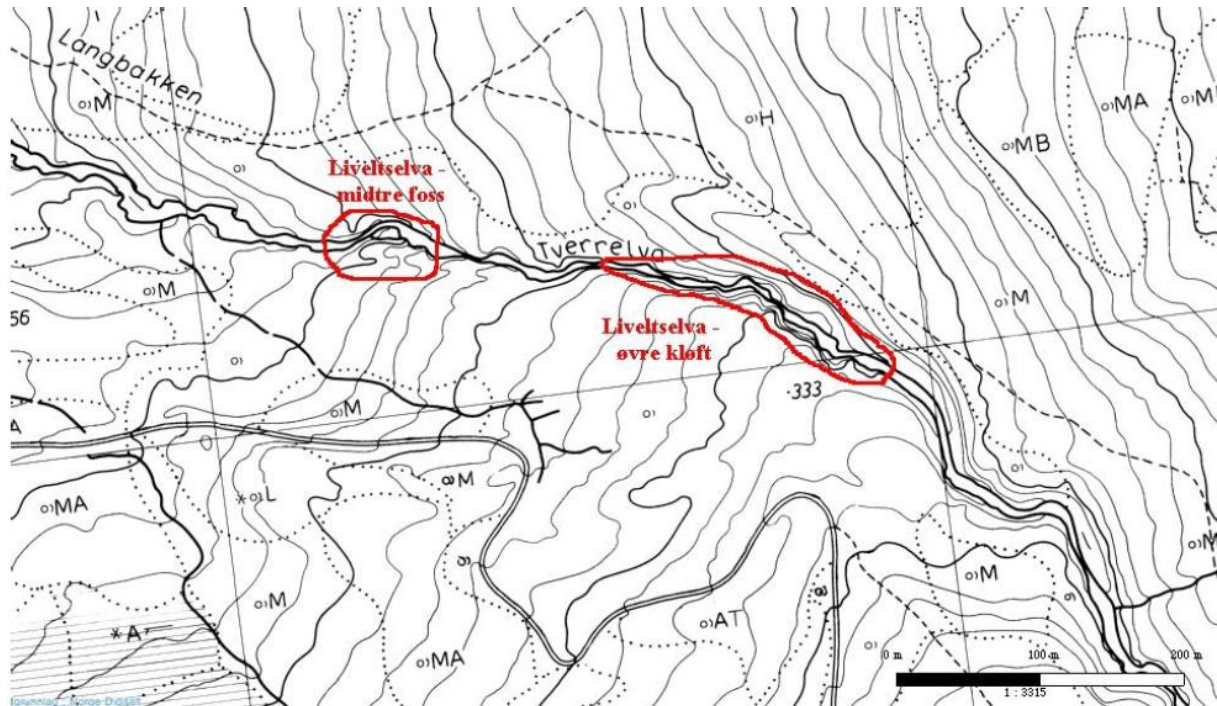 Langbakken
o)M
o)H
o)MA
o)MB
o)
Liveltselva -
midtre foss
o)
Tverrelva
o)M
o)M
56
Liveltselva -
øvre kløft
o)
·333
o)M
o)
A
o)MA
*o)L
M
o)
o)M
o)M
o)AT
*A
o)MA
o)
0 m
100 m
200 m
1 : 3315